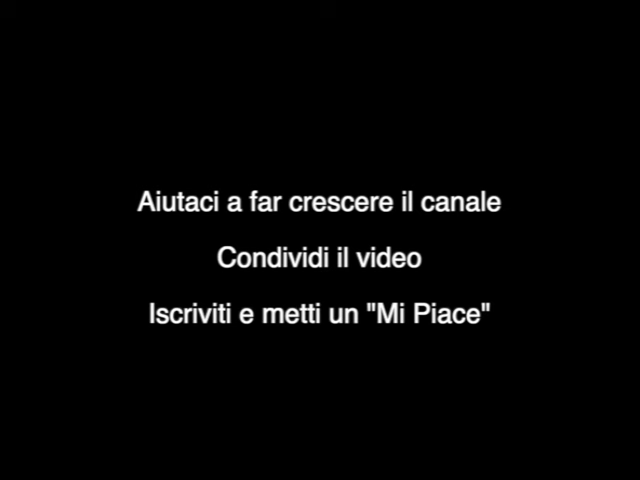 Aiutaci a far crescere il canale
Condividi il video
Iscriviti e metti un "Mi Piace"